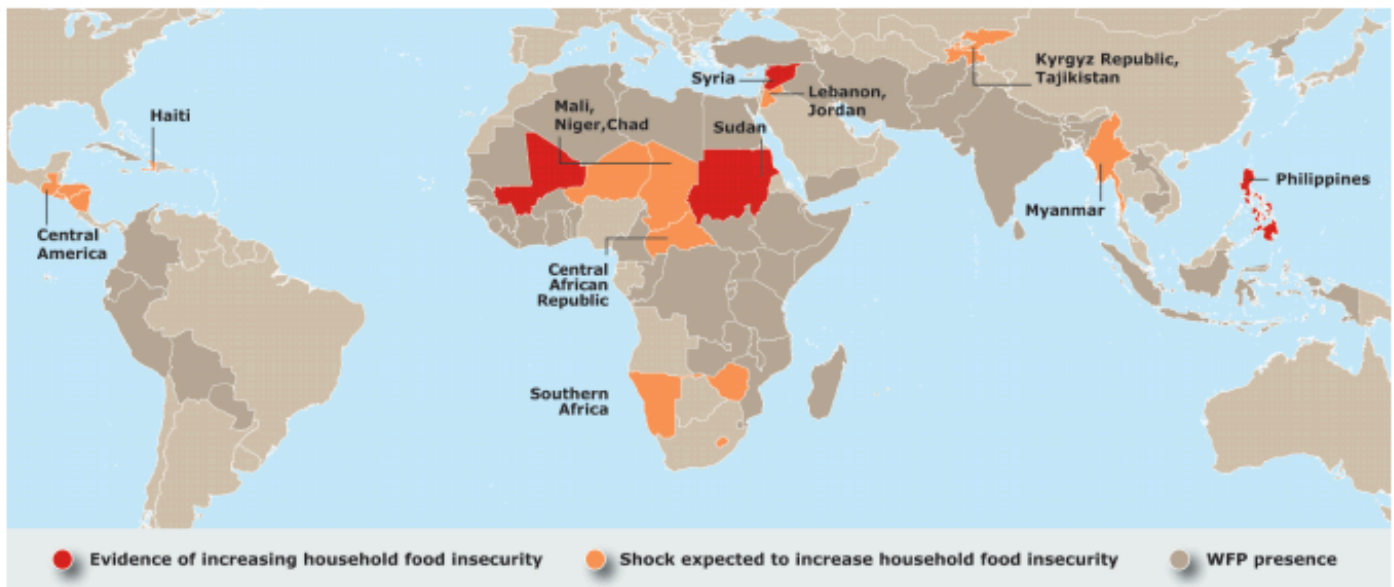 Haiti
Central
America
Mali,
Niger,Chad
Sudan
Syria
Lebanon,
Jordan
Kyrgyz Republic,
Tajikistan
Myanmar
Philippines
Central
African
Republic
Southern
Africa
Evidence of increasing household food insecurity
Shock expected to increase household food insecurity
WFP presence